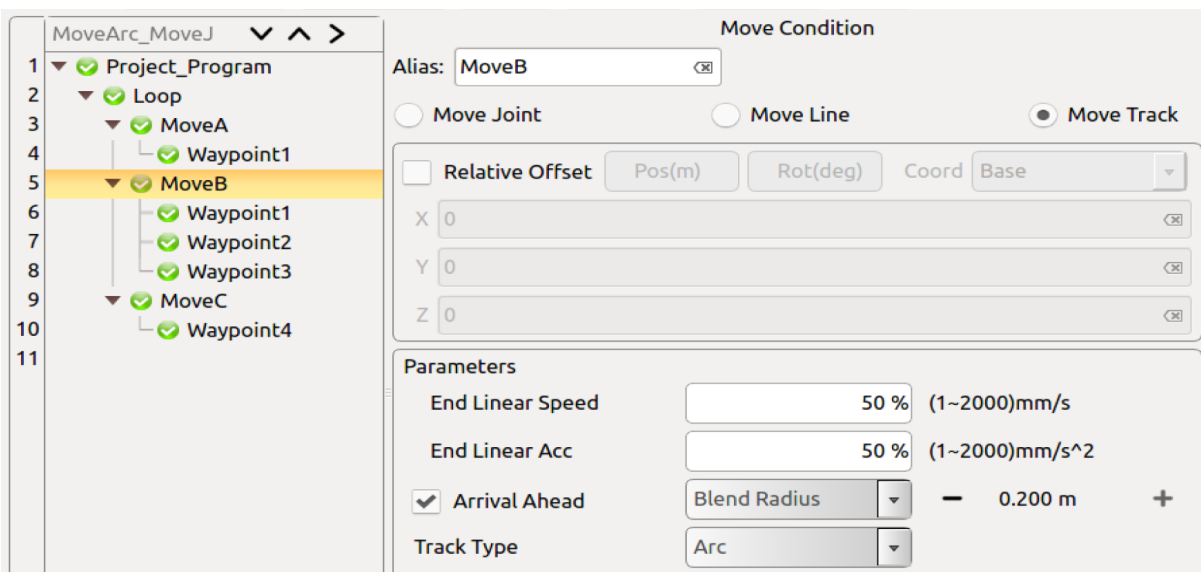 MoveArc_MoveJ
1 Project_Program
2 Loop
3 MoveA
4 Waypoint1
5 MoveB
6 Waypoint1
7 Waypoint2
8 Waypoint3
9 MoveC
10 Waypoint4
11
Move Condition
Alias: MoveB
Move Joint Move Line Move Track
Relative Offset Pos(m) Rot(deg) Coord Base
X 0
Y 0
Z 0
Parameters
End Linear Speed 50 % (1~2000)mm/s
End Linear Acc 50 % (1~2000)mm/s^2
Arrival Ahead Blend Radius − 0.200 m +
Track Type Arc